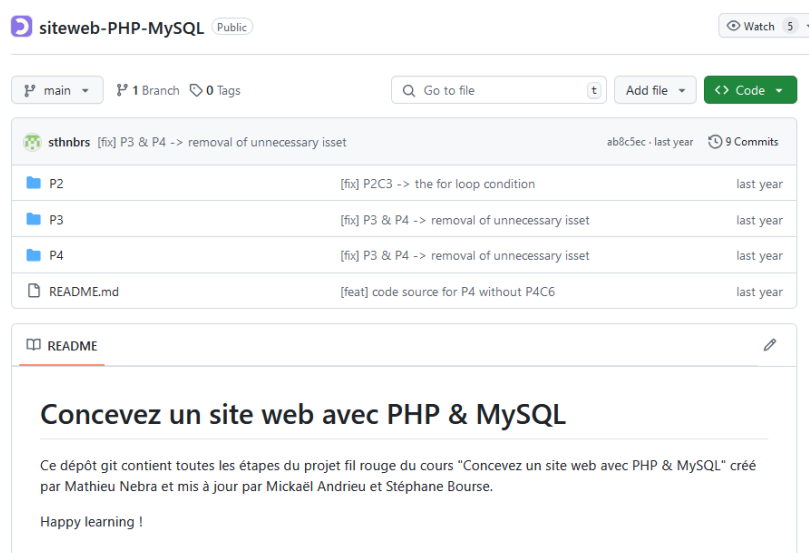 siteweb-PHP-MySQL Public Watch 5
main 1 Branch 0 Tags Go to file t Add file Code
sthnbrs [fix] P3 & P4 -> removal of unnecessary isset ab8c5ec · last year 9 Commits
P2 [fix] P2C3 -> the for loop condition last year
P3 [fix] P3 & P4 -> removal of unnecessary isset last year
P4 [fix] P3 & P4 -> removal of unnecessary isset last year
README.md [feat] code source for P4 without P4C6 last year
README
Concevez un site web avec PHP & MySQL
Ce dépôt git contient toutes les étapes du projet fil rouge du cours "Concevez un site web avec PHP & MySQL" créé
par Mathieu Nebra et mis à jour par Mickaël Andrieu et Stéphane Bourse.
Happy learning !